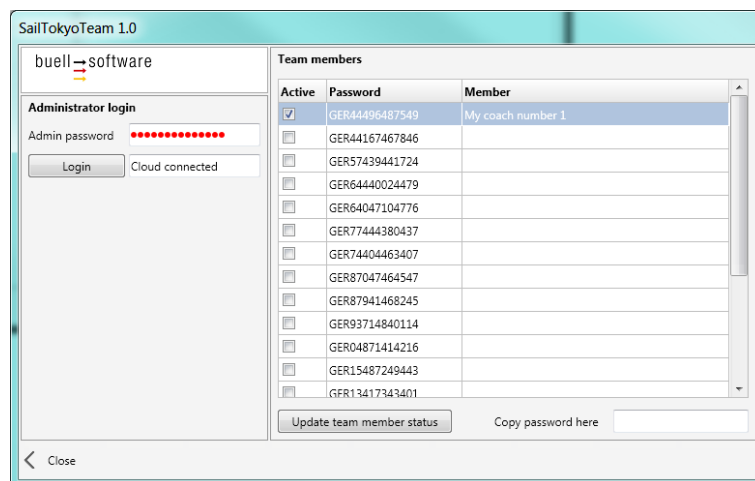 SailTokyoTeam 1.0
buell software
Administrator login
Admin password
Login Cloud connected
Team members
Active Password Member
GER44496487549 My coach number 1
GER44167467846
GER57439441724
GER64440024479
GER64047104776
GER77444380437
GER74404463407
GER87047464547
GER87941468245
GER93714840114
GER04871414216
GER15487249443
GER13417343401
Update team member status Copy password here
Close